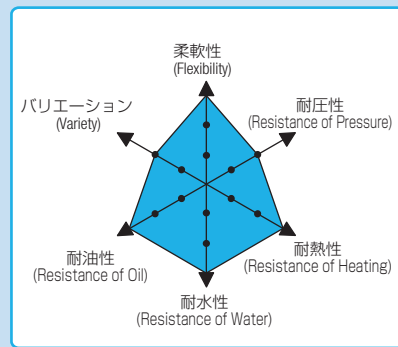 柔軟性
(Flexibility)
バリエーション
(Variety)
耐圧性
(Resistance of Pressure)
耐油性
(Resistance of Oil)
耐熱性
(Resistance of Heating)
耐水性
(Resistance of Water)